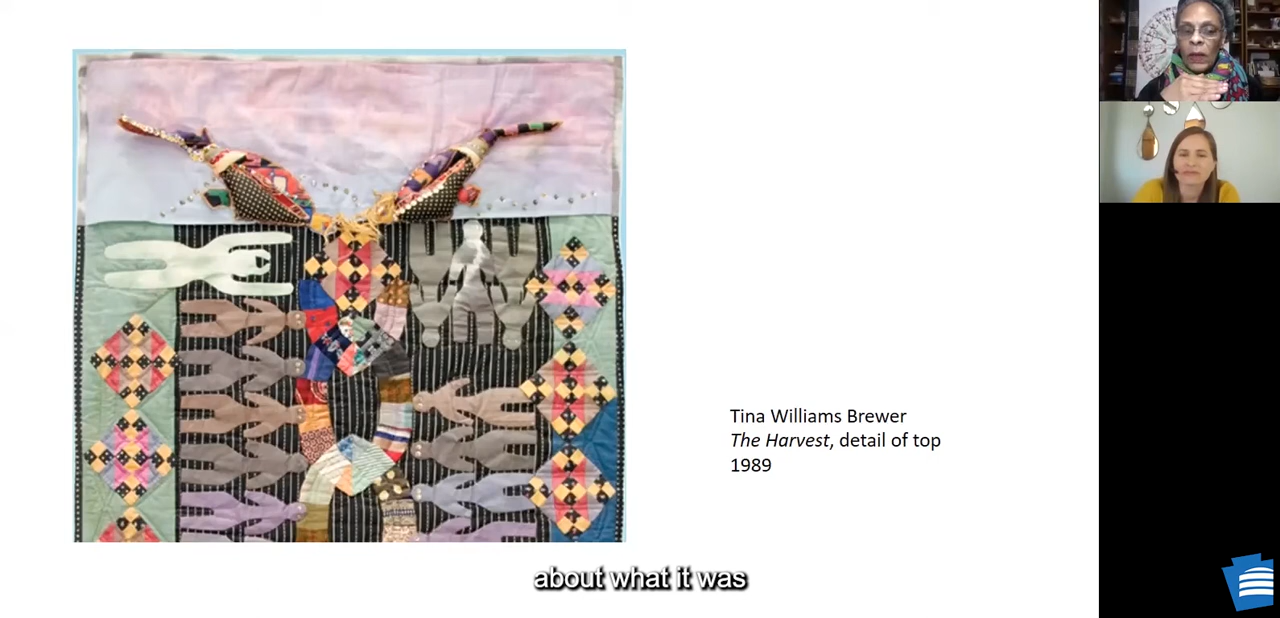 Tina Williams Brewer
The Harvest, detail of top
1989
about what it was